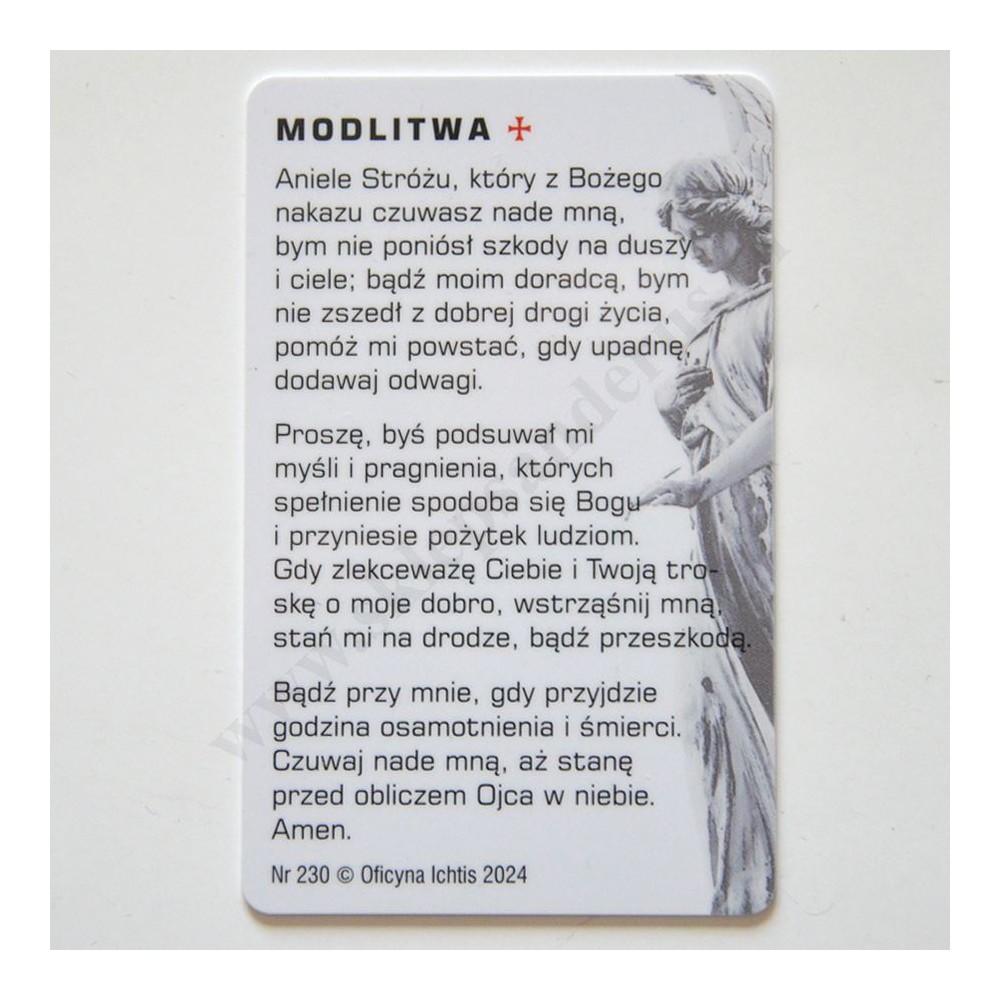 MODLITWA
Aniele Stróżu, który z Bożego
nakazu czuwasz nade mną,
bym nie poniósł szkody na duszy
i ciele; bądź moim doradcą, bym
nie zszedł z dobrej drogi życia,
pomóż mi powstać, gdy upadnę,
dodawaj odwagi.
Proszę, byś podsuwał mi
myśli i pragnienia, których
spełnienie spodoba się Bogu
i przyniesie pożytek ludziom.
Gdy zlekceważę Ciebie i Twoją tro-
skę o moje dobro, wstrząśnij mną,
stań mi na drodze, bądź przeszkodą.
Bądź przy mnie, gdy przyjdzie
godzina osamotnienia i śmierci.
Czuwaj nade mną, aż stanę
przed obliczem Ojca w niebie.
Amen.
Nr 230 © Oficyna Ichtis 2024